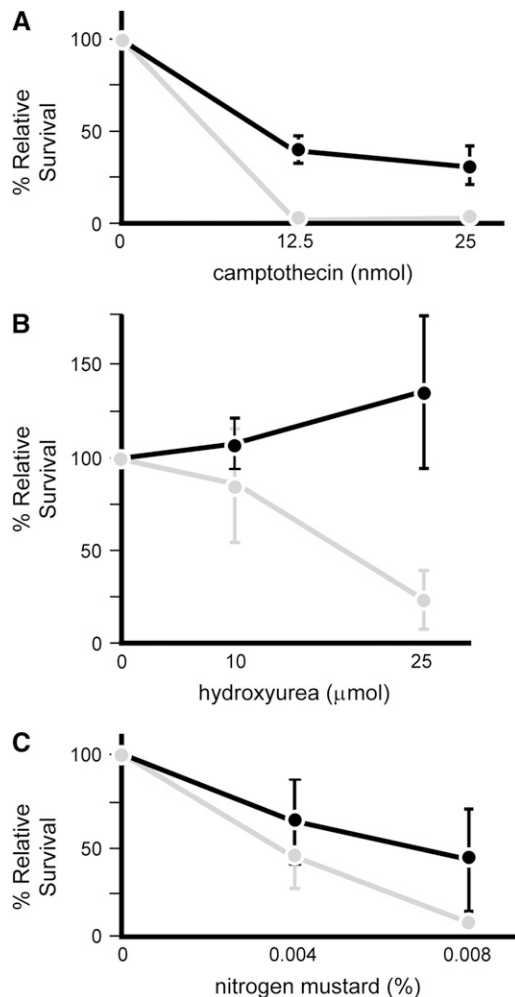 A
100
50
0
% Relative
Survival
0 12.5 25
camptothecin (nmol)
B
150
100
50
0
% Relative
Survival
0 10 25
hydroxyurea (μmol)
C
100
50
0
% Relative
Survival
0 0.004 0.008
nitrogen mustard (%)